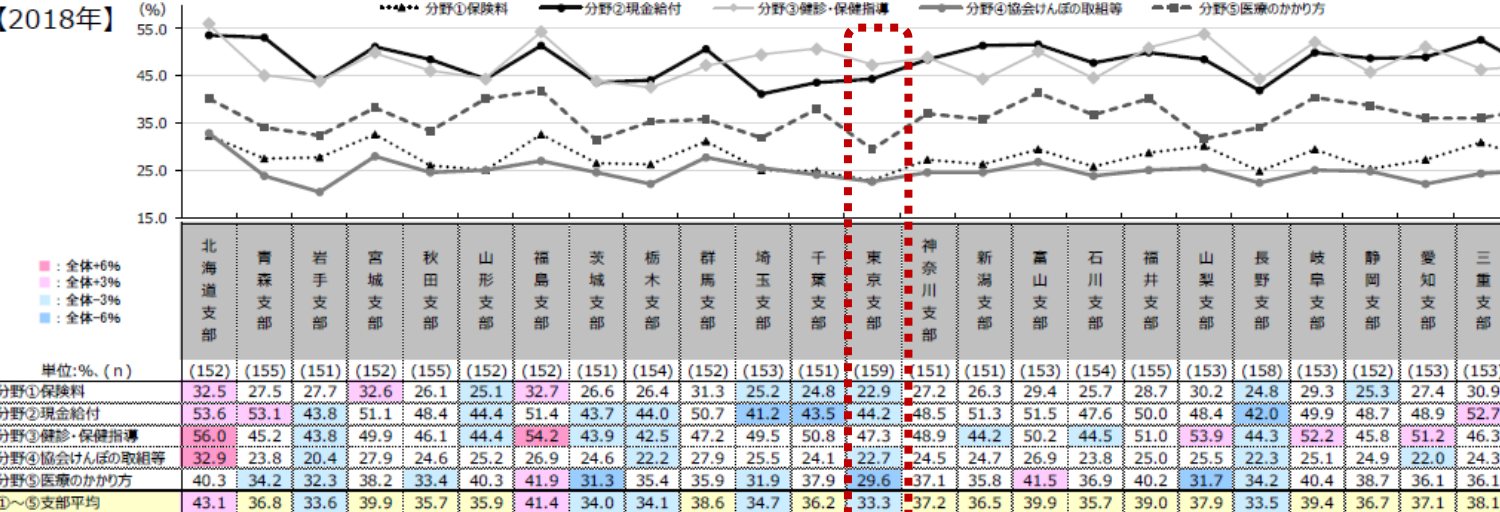 【2018年】
(%)
分野①保険料 分野②現金給付 分野③健診・保健指導 分野④協会けんぽの取組等 分野⑤医療のかかり方
55.0
45.0
35.0
25.0
15.0
：全体+6%
：全体+3%
：全体-3%
：全体-6%
北海道支部 青森支部 岩手支部 宮城支部 秋田支部 山形支部 福島支部 茨城支部 栃木支部 群馬支部 埼玉支部 千葉支部 東京支部 神奈川支部 新潟支部 富山支部 石川支部 福井支部 山梨支部 長野支部 岐阜支部 静岡支部 愛知支部 三重支部
単位:%、(n) (152) (155) (151) (152) (155) (152) (152) (151) (154) (152) (153) (151) (159) (151) (151) (153) (154) (155) (153) (158) (153) (152) (153) (153)
分野①保険料 32.5 27.5 27.7 32.6 26.1 25.1 32.7 26.6 26.4 31.3 25.2 24.8 22.9 27.2 26.3 29.4 25.7 28.7 30.2 24.8 29.3 25.3 27.4 30.9
分野②現金給付 53.6 53.1 43.8 51.1 48.4 44.4 51.4 43.7 44.0 50.7 41.2 43.5 44.2 48.5 51.3 51.5 47.6 50.0 48.4 42.0 49.9 48.7 48.9 52.7
分野③健診・保健指導 56.0 45.2 43.8 49.9 46.1 44.4 54.2 43.9 42.5 47.2 49.5 50.8 47.3 48.9 44.2 50.2 44.5 51.0 53.9 44.3 52.2 45.8 51.2 46.3
分野④協会けんぽの取組等 32.9 23.8 20.4 27.9 24.6 25.2 26.9 24.6 22.2 27.9 25.5 24.1 22.7 24.5 24.7 26.9 23.8 25.0 25.5 22.3 25.1 24.9 22.0 24.3
分野⑤医療のかかり方 40.3 34.2 32.3 38.2 33.4 40.3 41.9 31.3 35.4 35.9 31.9 37.9 29.6 37.1 35.8 41.5 36.9 40.2 31.7 34.2 40.4 38.7 36.1 36.1
①～⑤支部平均 43.1 36.8 33.6 39.9 35.7 35.9 41.4 34.0 34.1 38.6 34.7 36.2 33.3 37.2 36.5 39.9 35.7 39.0 37.9 33.5 39.4 36.7 37.1 38.1